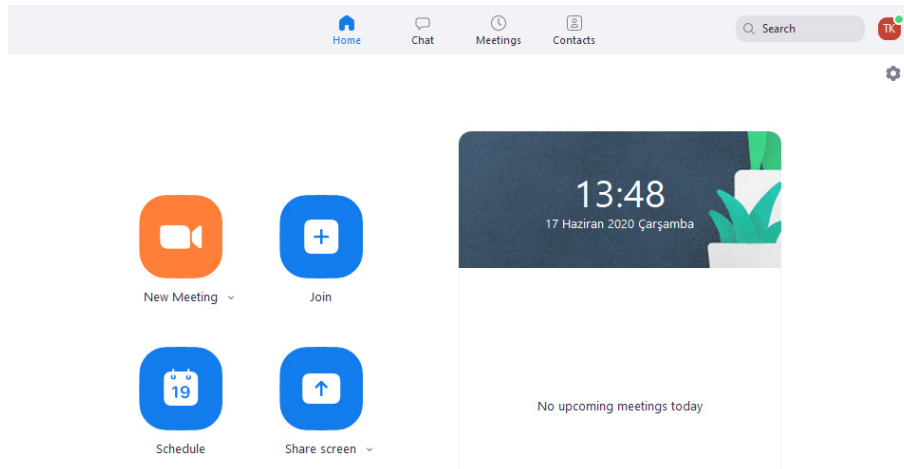 Home
Chat
Meetings
Contacts
Search
TK
13:48
17 Haziran 2020 Çarşamba
New Meeting
Join
19
Schedule
Share screen
No upcoming meetings today